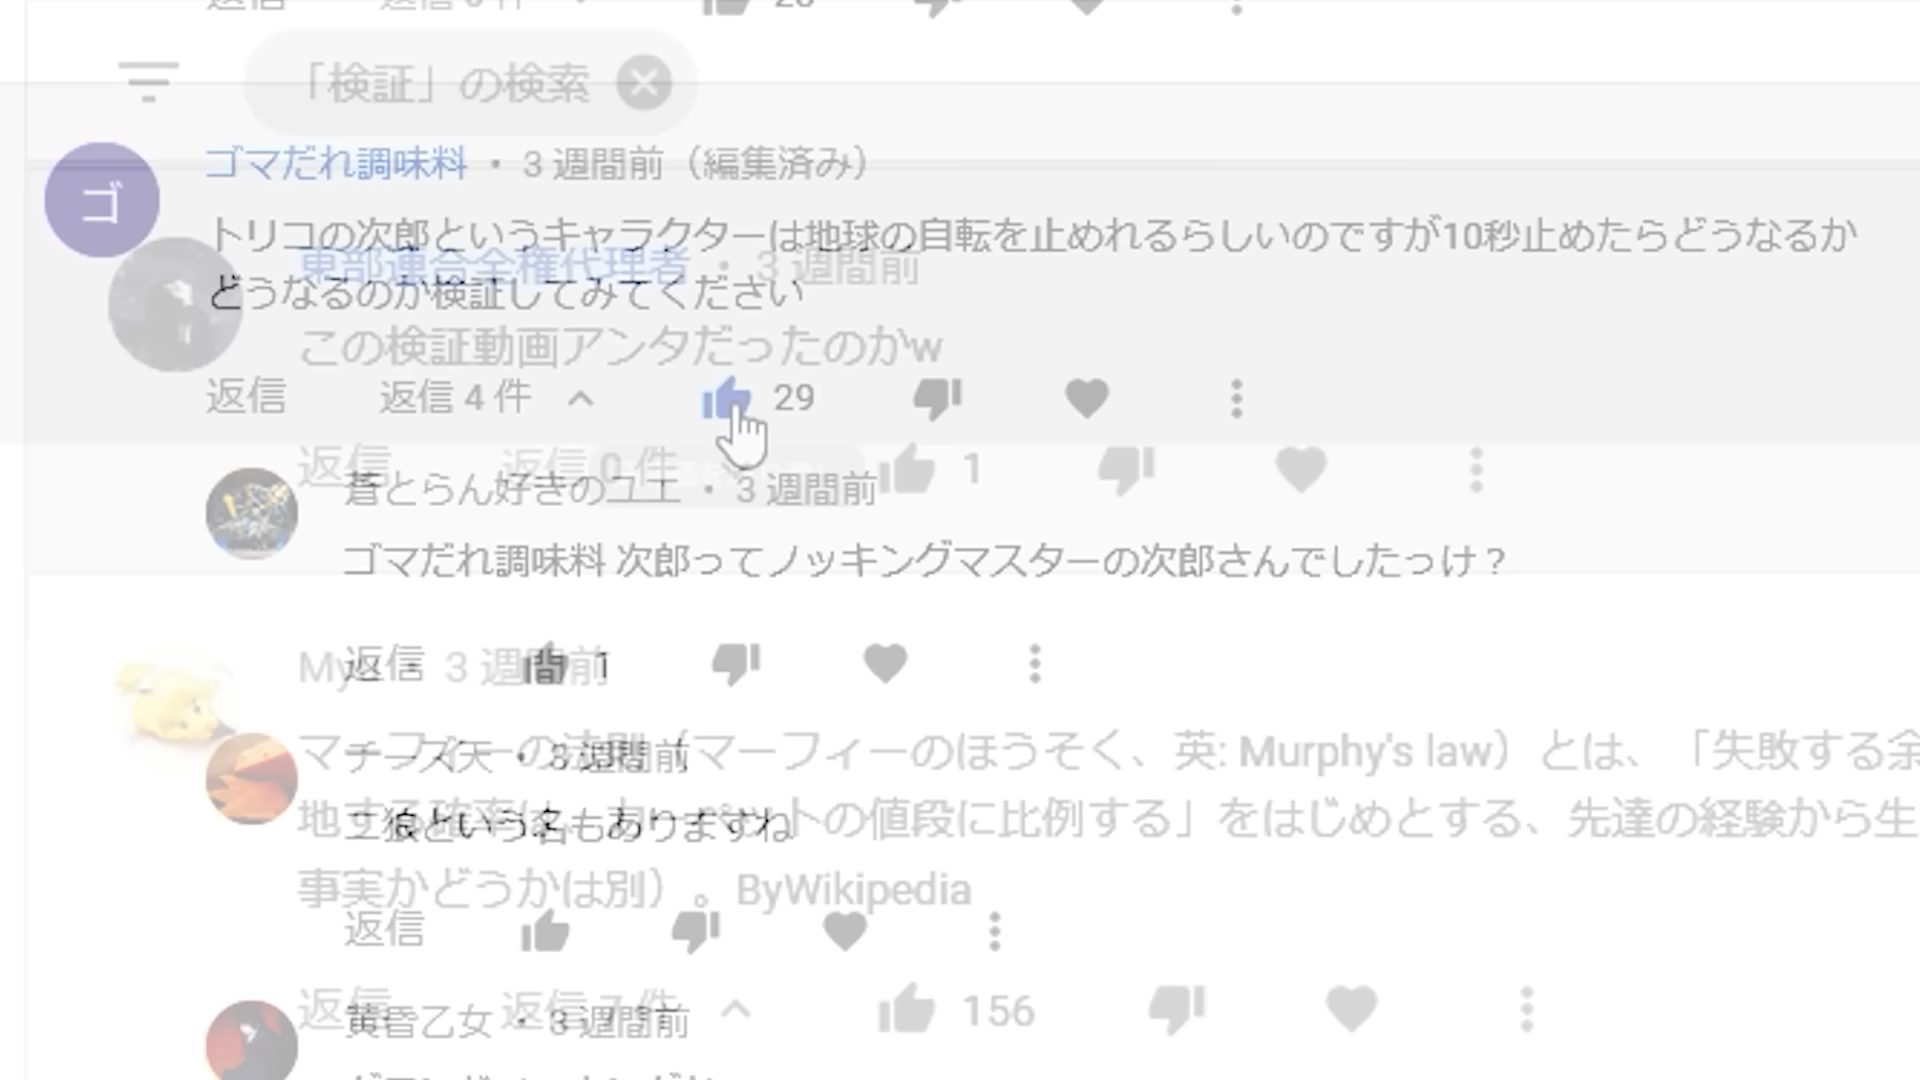 返信
「検証」の検索
ゴマだれ調味料 • 3 週間前（編集済み）
ゴ
トリコの次郎というキャラクターは地球の自転を止めれるらしいのですが10秒止めたらどうなるか
東部連合全権代理者 • 3 週間前
どうなるのか検証してみてください
この検証動画アンタだったのかw
返信 返信 4 件 29
返信 返信 0 件 1
蒼とらん好きのユエ • 3 週間前
ゴマだれ調味料 次郎ってノッキングマスターの次郎さんでしたっけ？
My 3 週間前
返信 1
マーフィーの法則（マーフィーのほうそく、英: Murphy's law）とは、「失敗する余
チーズ天 • 3 週間前
トの値段に比例する」をはじめとする、先達の経験から生
二狼という名もありますね
事実かどうかは別）。ByWikipedia
返信
返信 返信 7 件 156
黄昏乙女 • 3 週間前